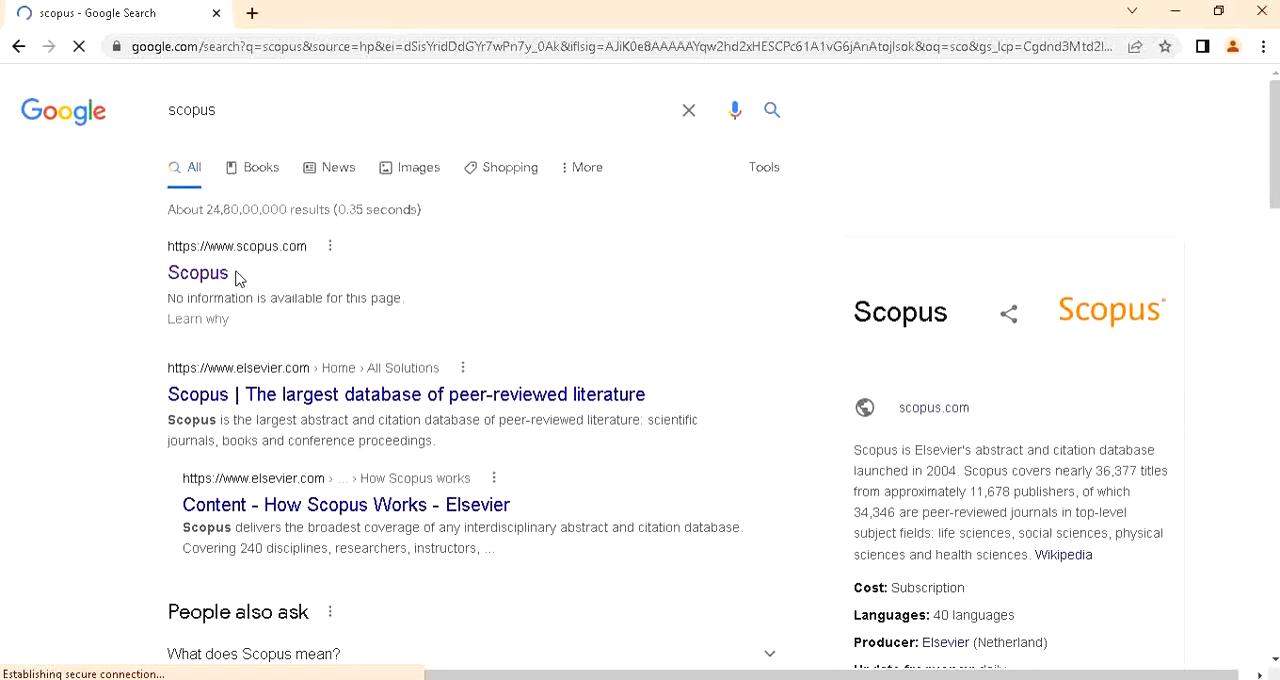 scopus - Google Search
google.com/search?q=scopus&source=hp&ei=dSisYridDdGYr7wPn7y_0Ak&iflsig=AJiK0e8AAAAAYqw2hd2xHESCPc61A1vG6jAnAtojIsok&oq=sco&gs_lcp=Cgdnd3Mtd2l...
Google
scopus
All Books News Images Shopping More Tools
About 24,80,00,000 results (0.35 seconds)
https://www.scopus.com
Scopus
No information is available for this page.
Learn why
https://www.elsevier.com › Home › All Solutions
Scopus | The largest database of peer-reviewed literature
Scopus is the largest abstract and citation database of peer-reviewed literature: scientific
journals, books and conference proceedings.
https://www.elsevier.com › ... › How Scopus works
Content - How Scopus Works - Elsevier
Scopus delivers the broadest coverage of any interdisciplinary abstract and citation database.
Covering 240 disciplines, researchers, instructors, ...
People also ask
What does Scopus mean?
Scopus
Scopus
scopus.com
Scopus is Elsevier's abstract and citation database
launched in 2004. Scopus covers nearly 36,377 titles
from approximately 11,678 publishers, of which
34,346 are peer-reviewed journals in top-level
subject fields: life sciences, social sciences, physical
sciences and health sciences. Wikipedia
Cost: Subscription
Languages: 40 languages
Producer: Elsevier (Netherland)
Establishing secure connection...